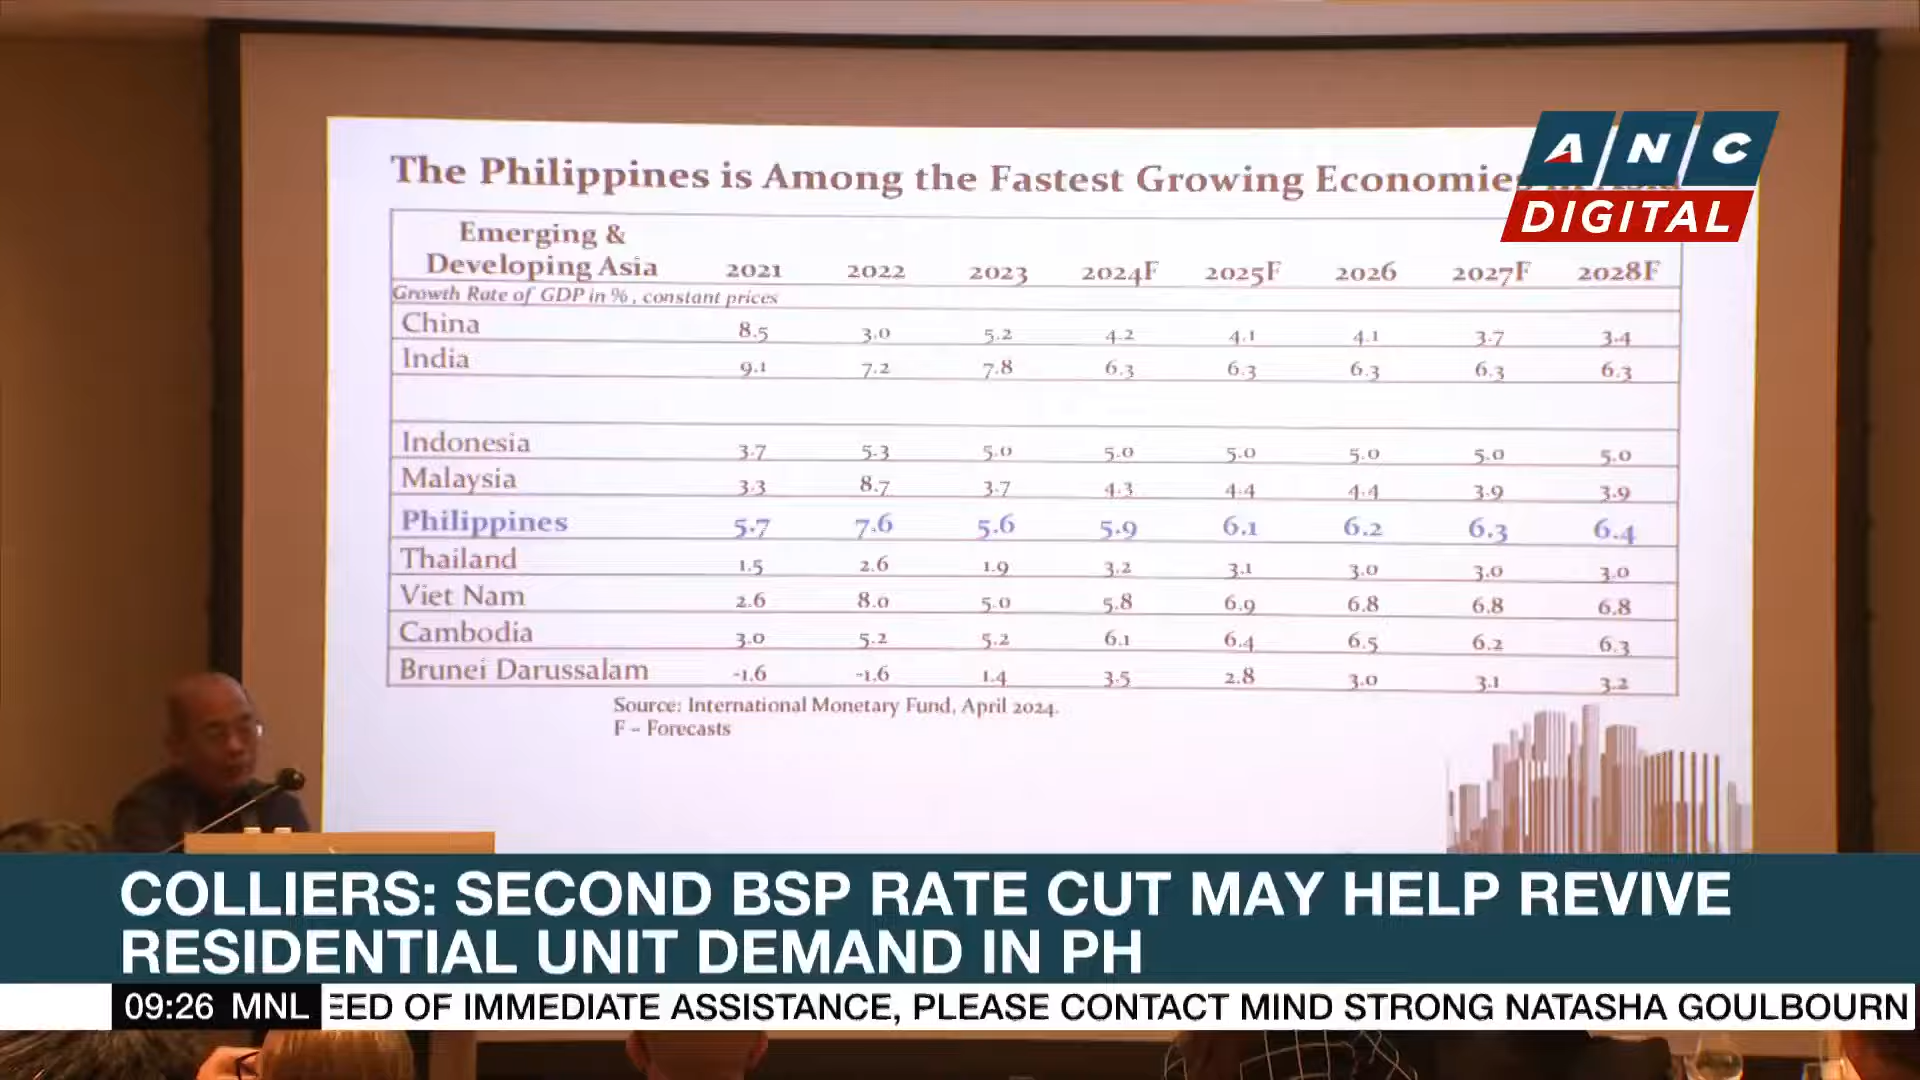 The Philippines is Among the Fastest Growing Economies in Asia
ANC
DIGITAL
Emerging &
Developing Asia 2021 2022 2023 2024F 2025F 2026 2027F 2028F
Growth Rate of GDP in %, constant prices
China 8.5 3.0 5.2 4.2 4.1 4.1 3.7 3.4
India 9.1 7.2 7.8 6.3 6.3 6.3 6.3 6.3
Indonesia 3.7 5.3 5.0 5.0 5.0 5.0 5.0 5.0
Malaysia 3.3 8.7 3.7 4.3 4.4 4.4 3.9 3.9
Philippines 5.7 7.6 5.6 5.9 6.1 6.2 6.3 6.4
Thailand 1.5 2.6 1.9 3.2 3.1 3.0 3.0 3.0
Viet Nam 2.6 8.0 5.0 5.8 6.9 6.8 6.8 6.8
Cambodia 3.0 5.2 5.2 6.1 6.4 6.5 6.2 6.3
Brunei Darussalam -1.6 -1.6 1.4 3.5 2.8 3.0 3.1 3.2
Source: International Monetary Fund, April 2024.
F – Forecasts
COLLIERS: SECOND BSP RATE CUT MAY HELP REVIVE
RESIDENTIAL UNIT DEMAND IN PH
09:26 MNL EED OF IMMEDIATE ASSISTANCE, PLEASE CONTACT MIND STRONG NATASHA GOULBOURN